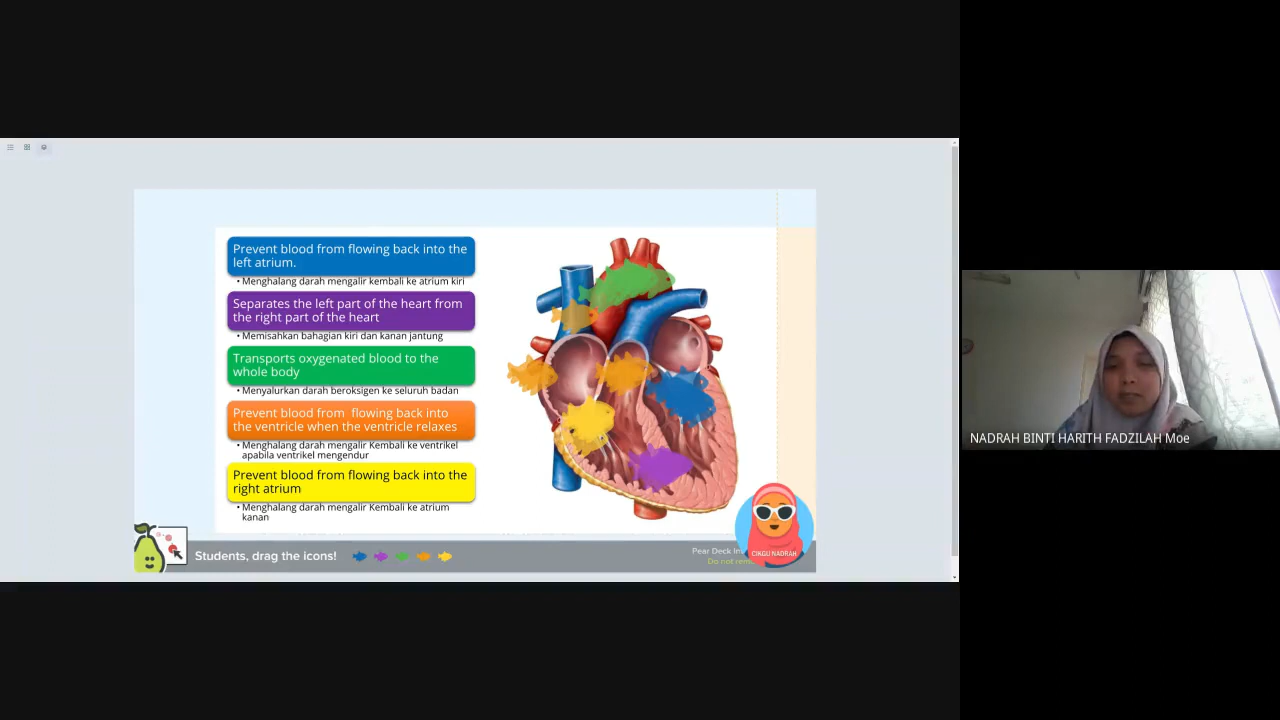 Prevent blood from flowing back into the
left atrium.
• Menghalang darah mengalir kembali ke atrium kiri
Separates the left part of the heart from
the right part of the heart
• Memisahkan bahagian kiri dan kanan jantung
Transports oxygenated blood to the
whole body
• Menyalurkan darah beroksigen ke seluruh badan
Prevent blood from flowing back into
the ventricle when the ventricle relaxes
• Menghalang darah mengalir Kembali ke ventrikel
apabila ventrikel mengendur
Prevent blood from flowing back into the
right atrium
• Menghalang darah mengalir Kembali ke atrium
kanan
Students, drag the icons!
Pear Deck
Do not
CIKGU NADRAH
NADRAH BINTI HARITH FADZILAH Moe